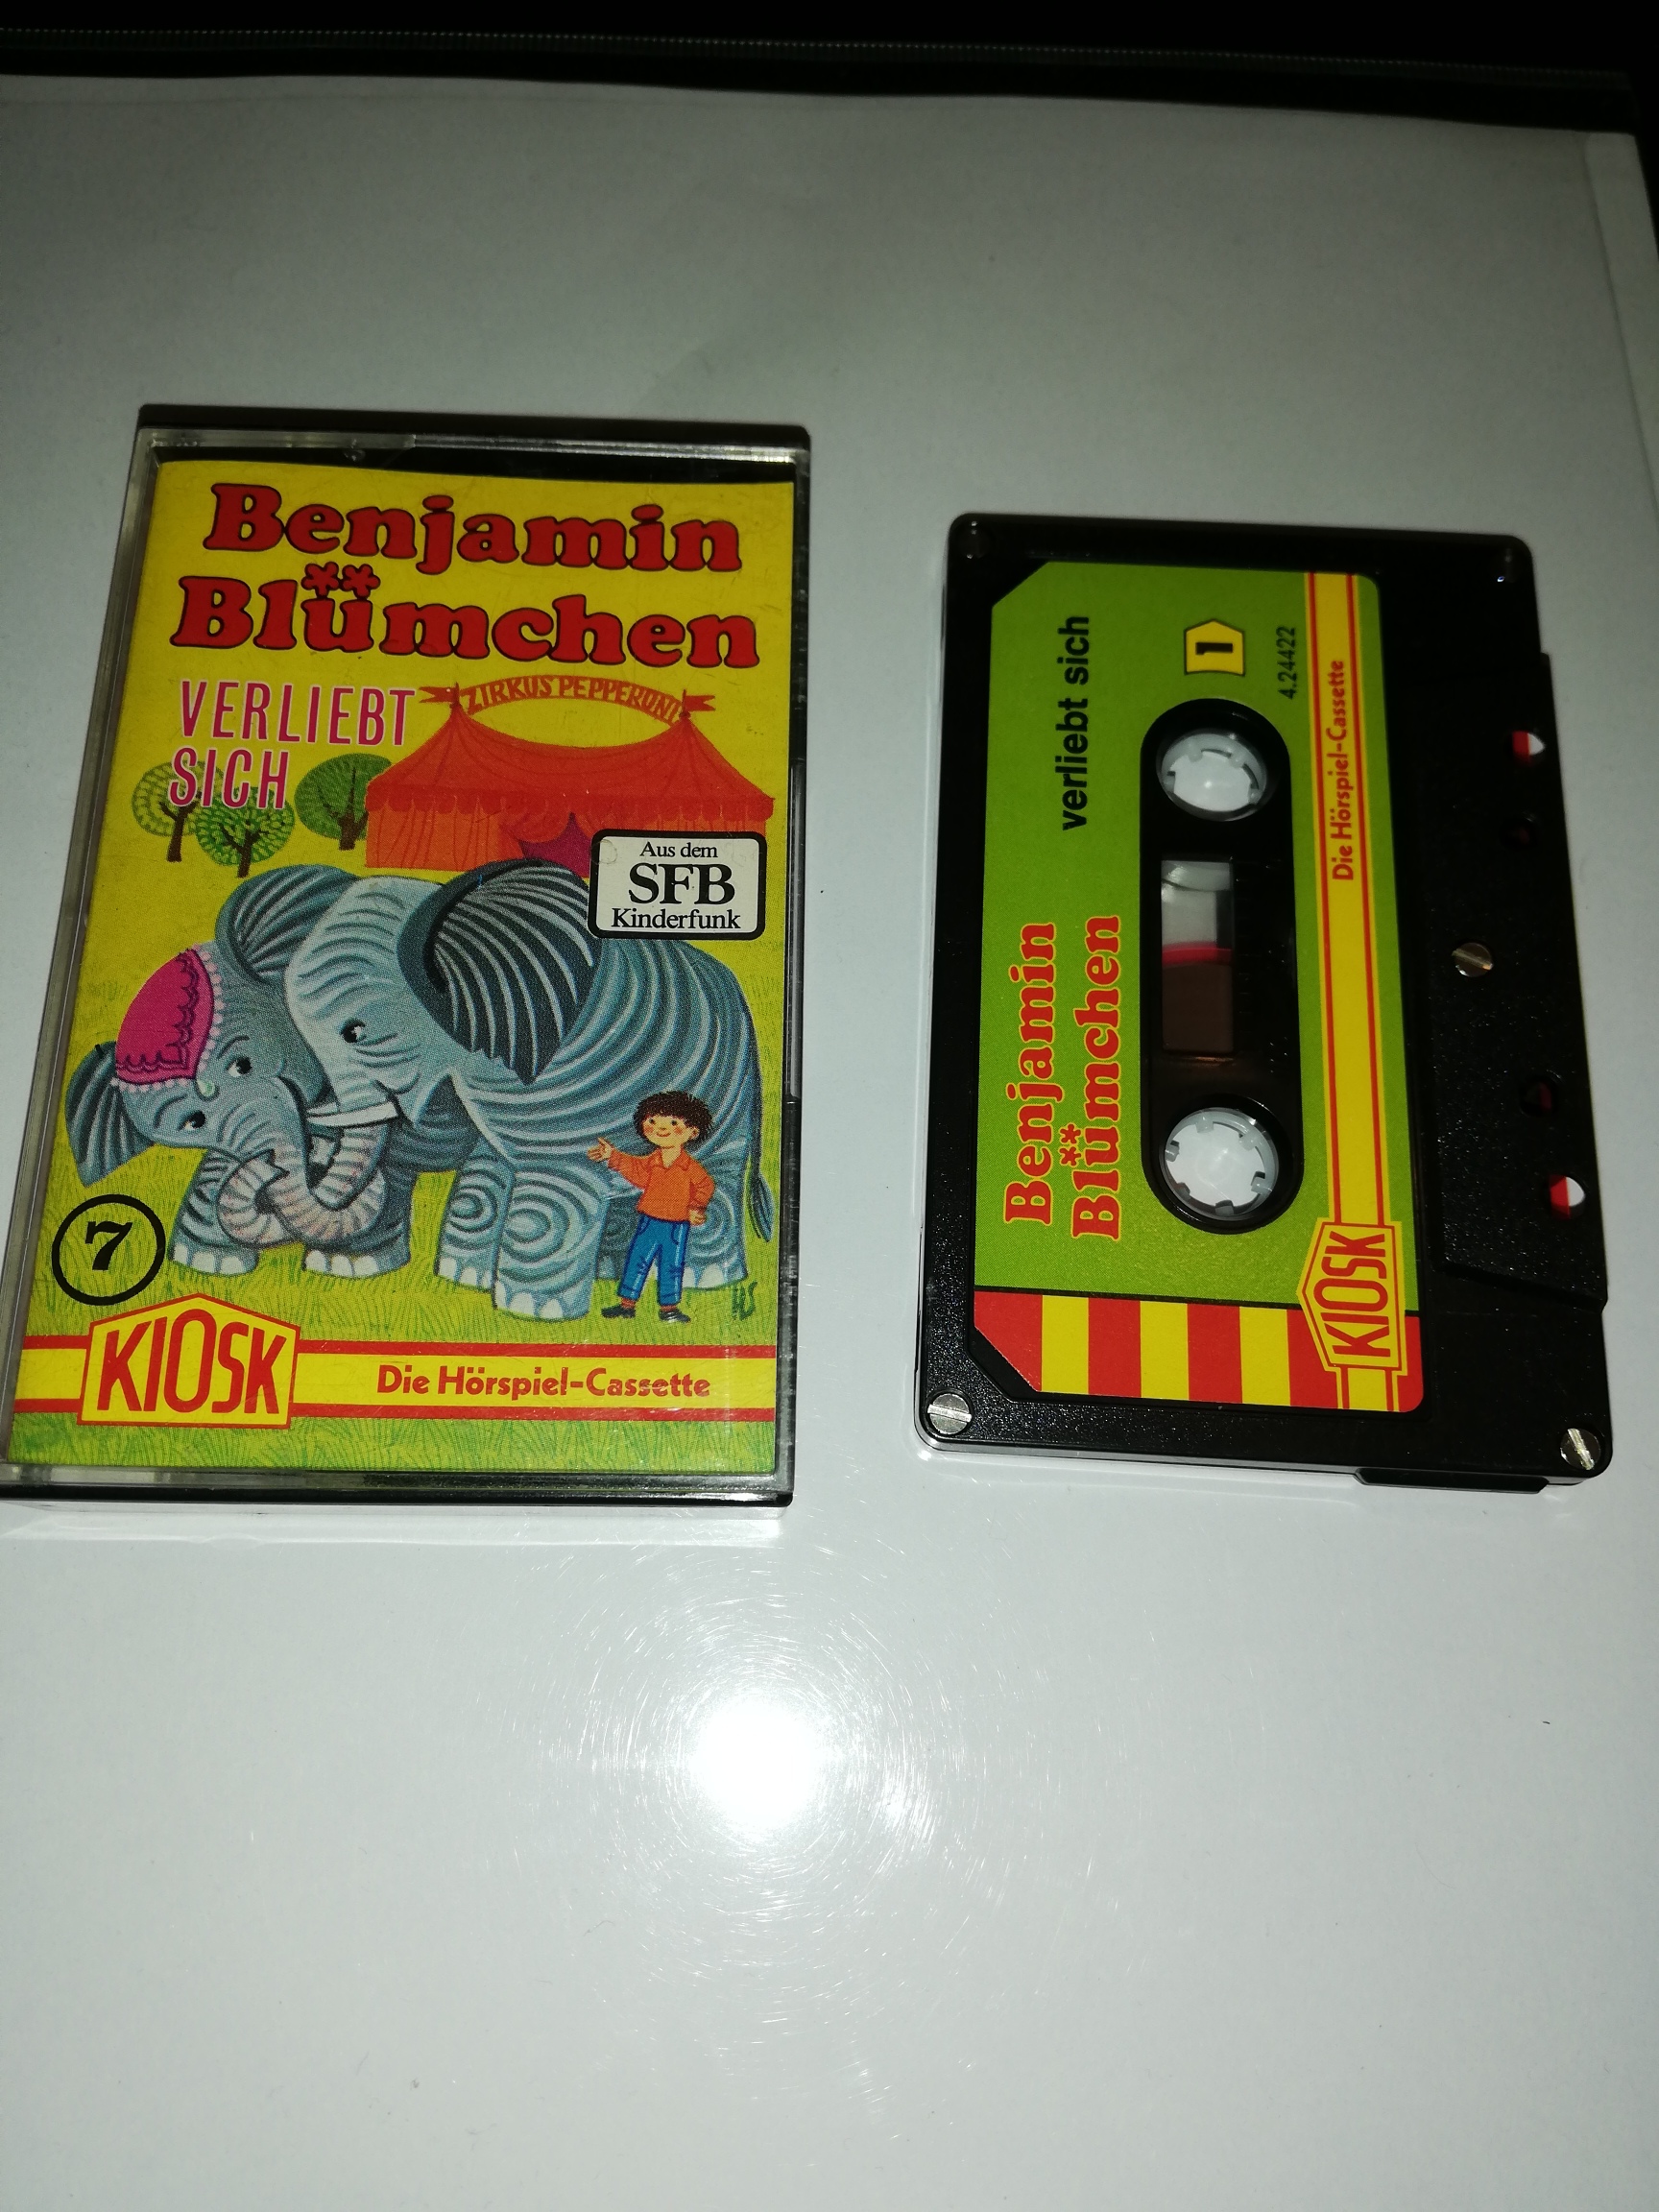 Benjamin
Blümchen
VERLIEBT
SICH
ZIRKUS PEPPERONI
Aus dem
SFB
Kinderfunk
7
HS
KIOSK
Die Hörspiel-Cassette
Benjamin
Blümchen
verliebt sich
1
4.24422
KIOSK
Die Hörspiel-Cassette